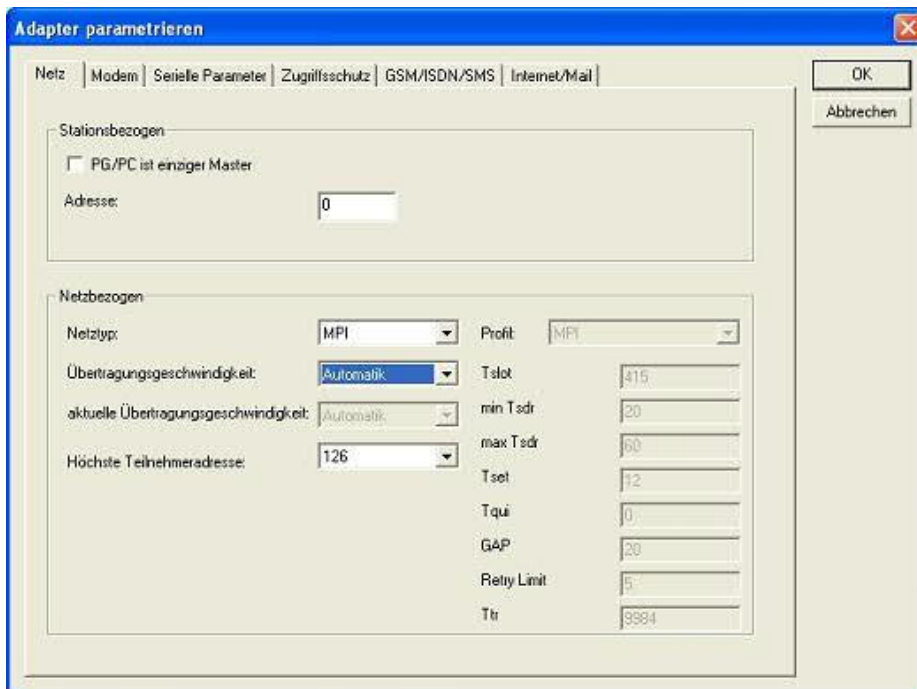 Adapter parametrieren
Netz
Modem
Serielle Parameter
Zugriffsschutz
GSM/ISDN/SMS
Internet/Mail
OK
Abbrechen
Stationsbezogen
PG/PC ist einziger Master
Adresse: 0
Netzbezogen
Netztyp: MPI
Übertragungsgeschwindigkeit: Automatik
aktuelle Übertragungsgeschwindigkeit: Automatik
Höchste Teilnehmeradresse: 126
Profil: MPI
Tslot 415
min Tsdr 20
max Tsdr 60
Tset 12
Tqui 0
GAP 20
Retry Limit 5
Ttr 9984